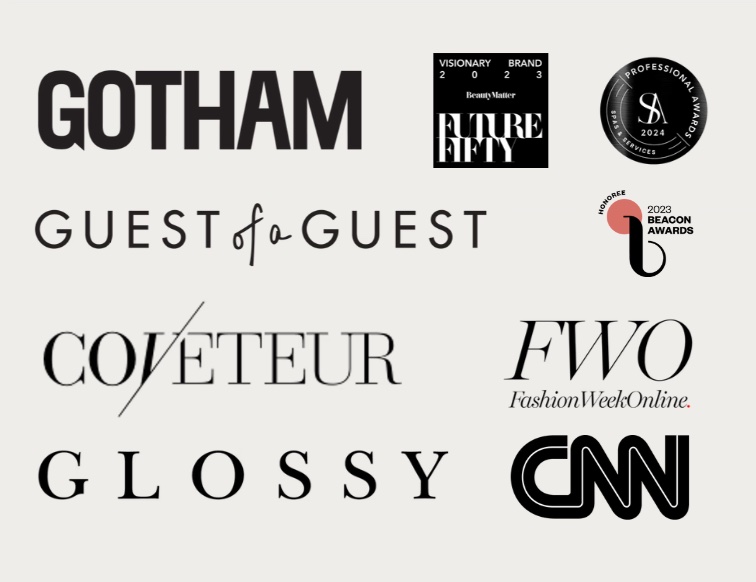 GOTHAM
VISIONARY BRAND
2 0 2 3
BeautyMatter
FUTURE
FIFTY
PROFESSIONAL AWARDS
SA
2024
SPAS & SERVICES
GUEST of a GUEST
HONOREE
2023
BEACON
AWARDS
b
COVETEUR
FWO
FashionWeekOnline.
GLOSSY
CNN